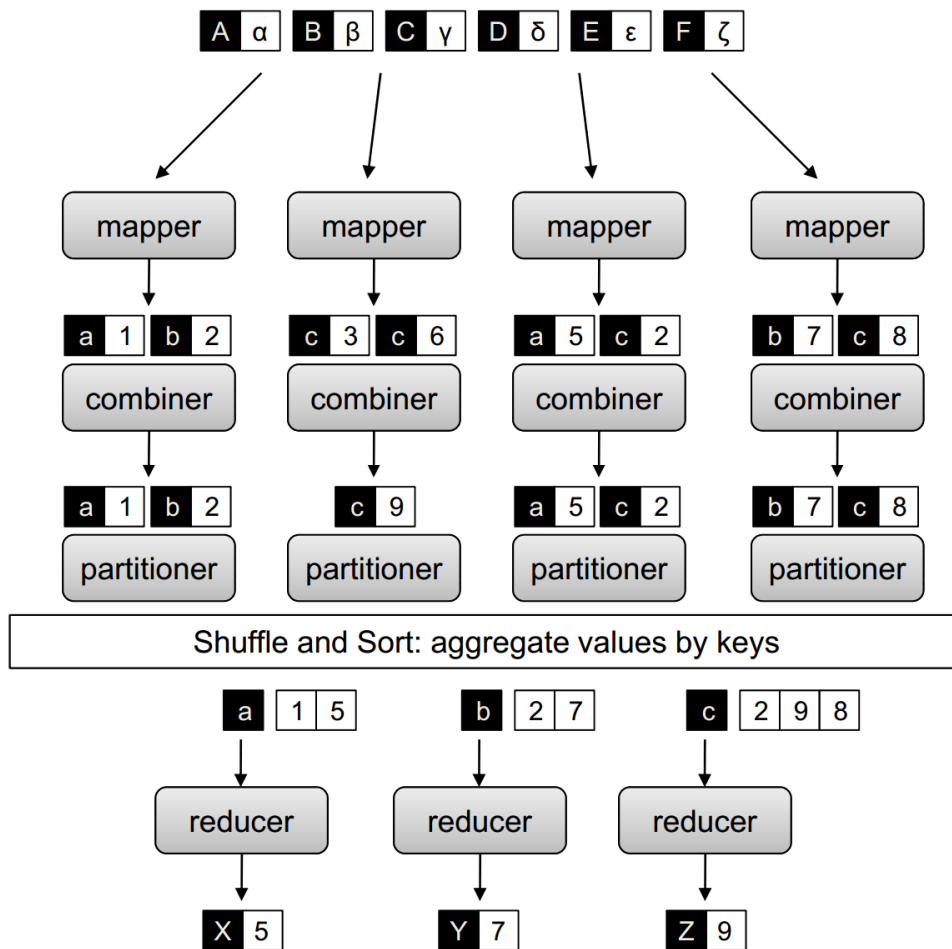 A α B β C γ D δ E ε F ζ
mapper mapper mapper mapper
a 1 b 2 c 3 c 6 a 5 c 2 b 7 c 8
combiner combiner combiner combiner
a 1 b 2 c 9 a 5 c 2 b 7 c 8
partitioner partitioner partitioner partitioner
Shuffle and Sort: aggregate values by keys
a 1 5 b 2 7 c 2 9 8
reducer reducer reducer
X 5 Y 7 Z 9